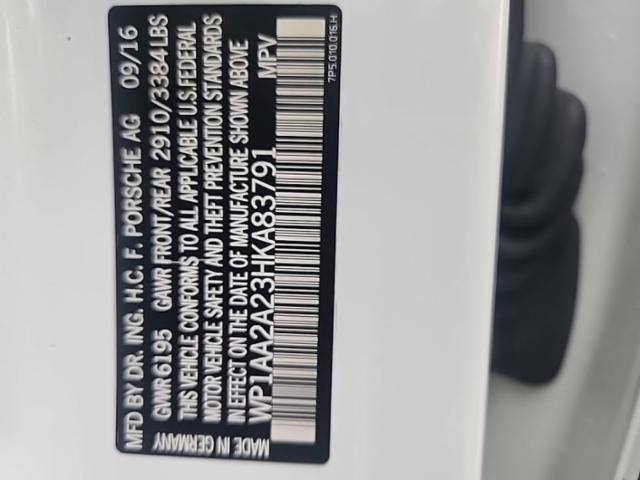 MFD BY DR. ING. H.C. F. PORSCHE AG 09/16
GWR 6195 GAWR FRONT/REAR 2910/3384LBS
THIS VEHICLE CONFORMS TO ALL APPLICABLE U.S.FEDERAL
MOTOR VEHICLE SAFETY AND THEFT PREVENTION STANDARDS
IN EFFECT ON THE DATE OF MANUFACTURE SHOWN ABOVE
WP1AA2A23HKA83791 MPV
MADE IN GERMANY
7P5.010.016.H